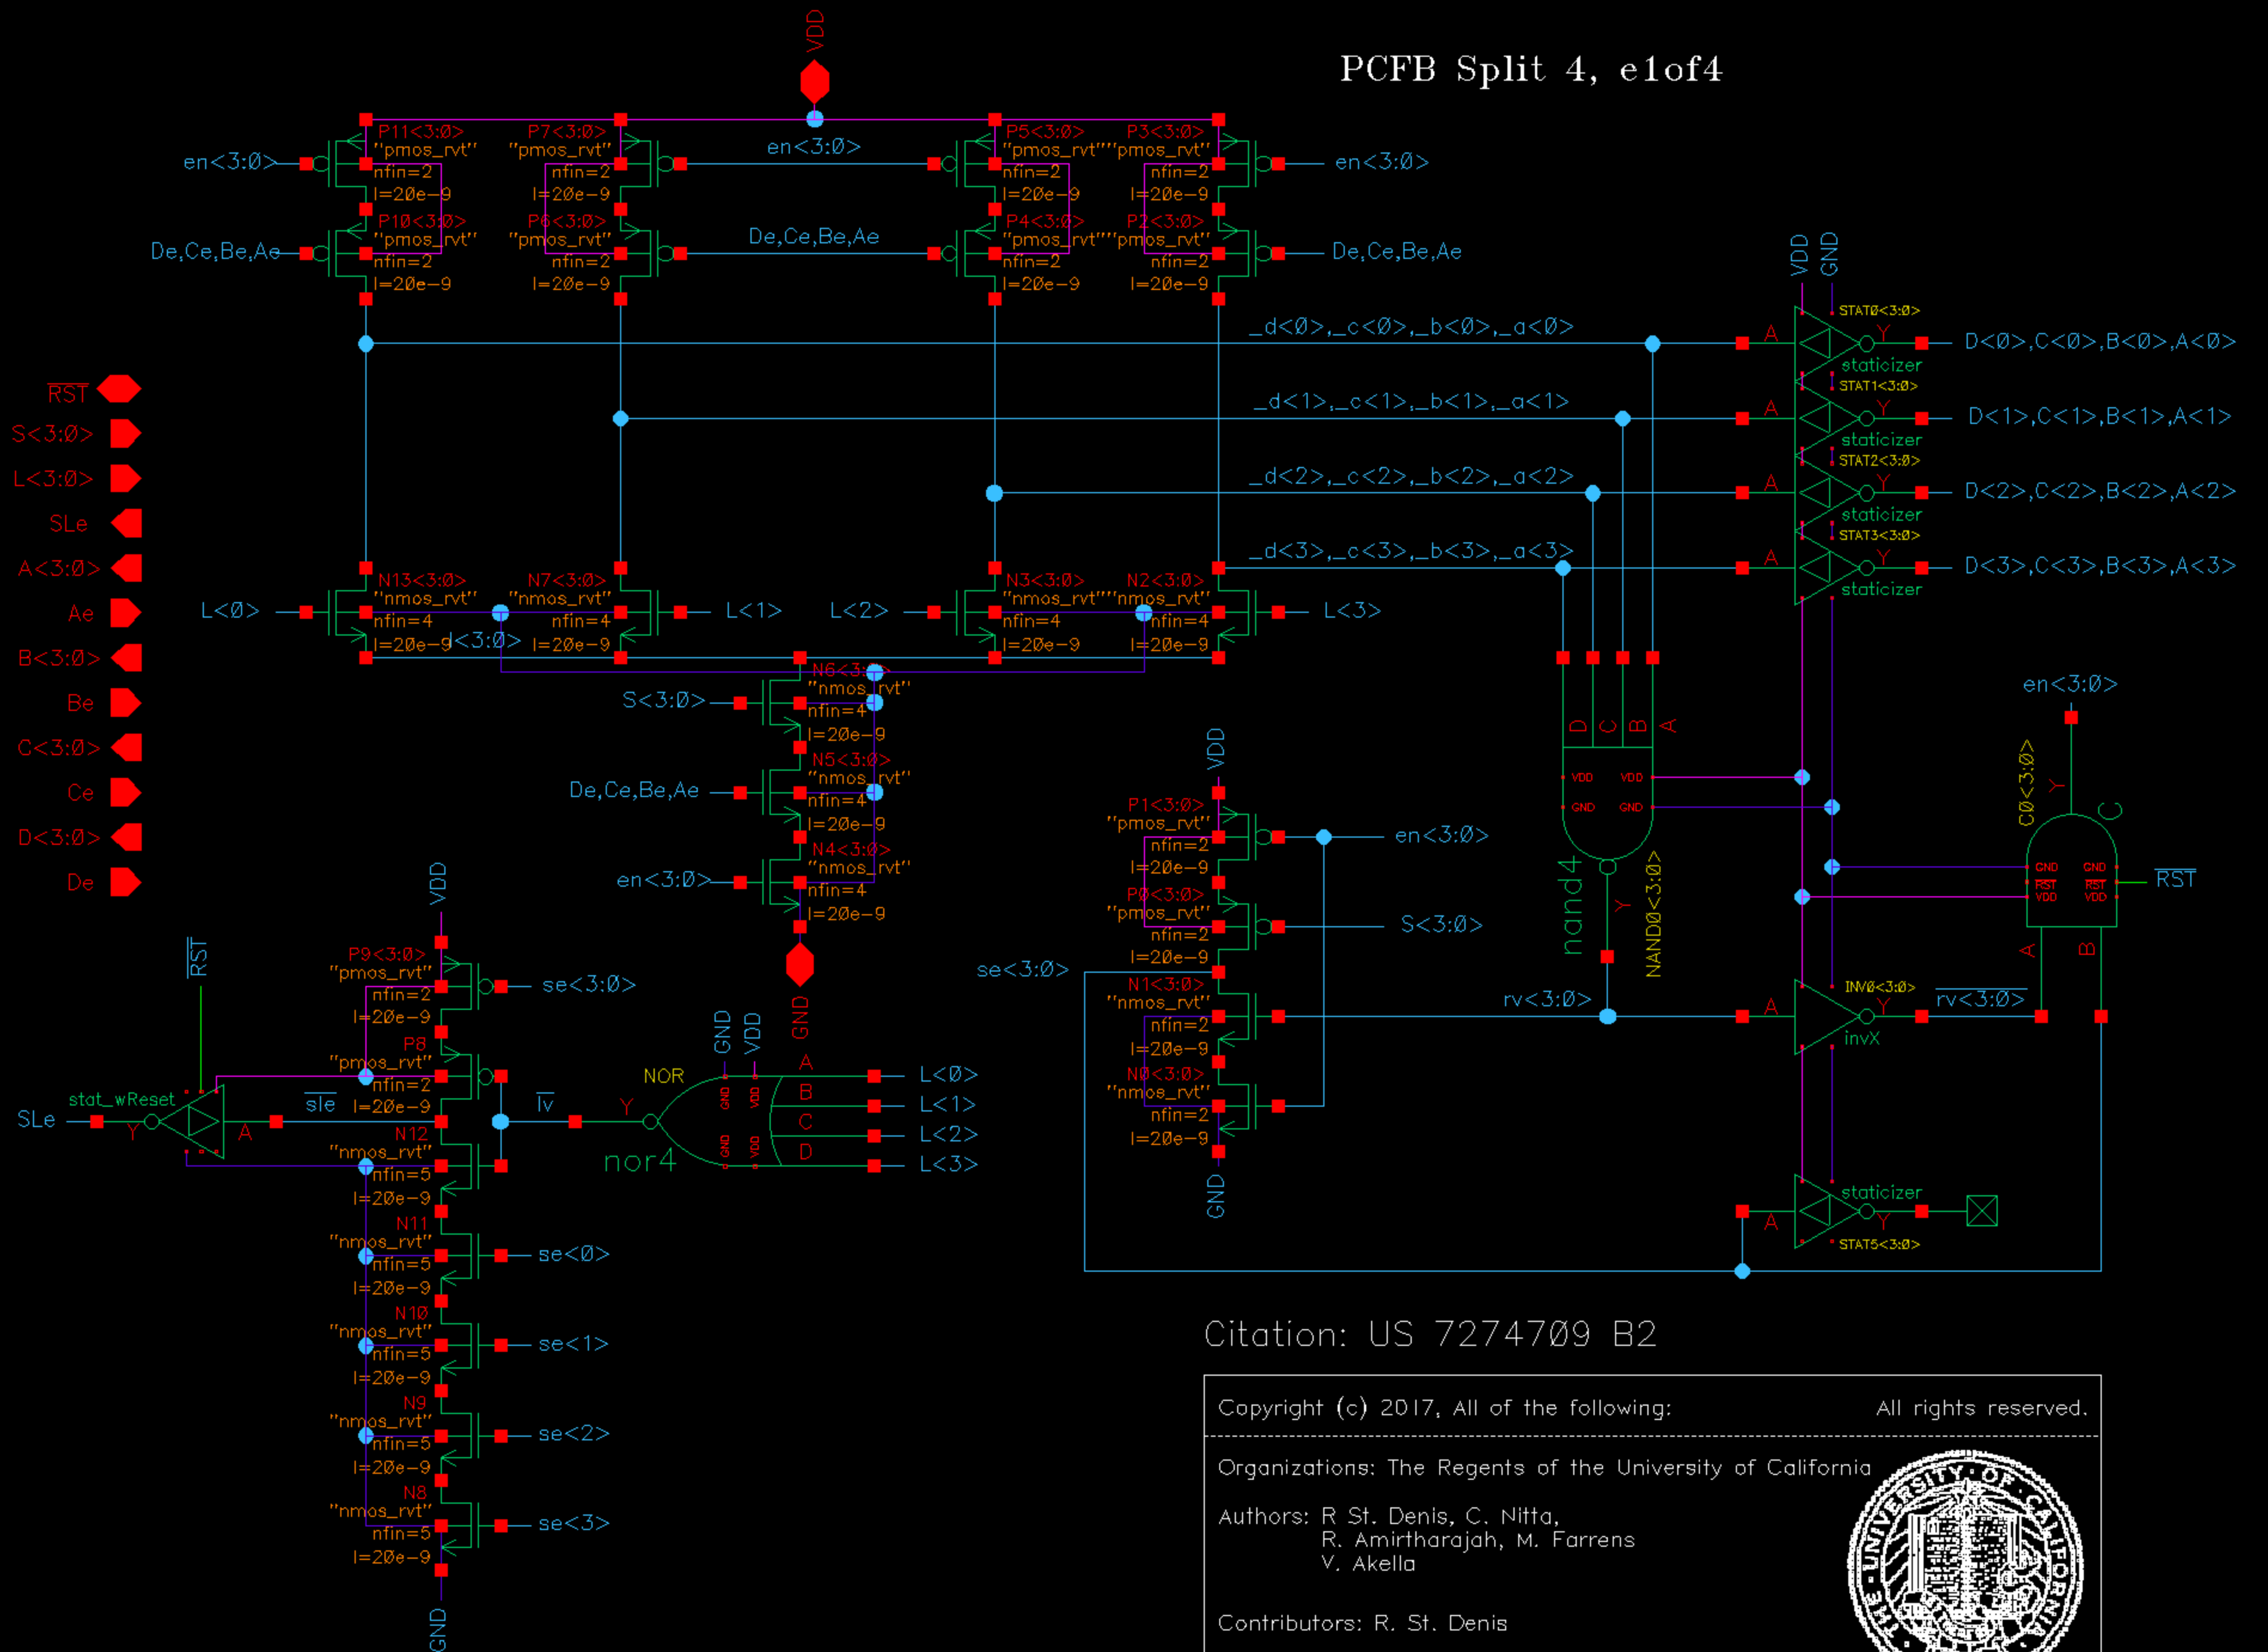 PCFB Split 4, e1of4
VDD
P11<3:0>
"pmos_rvt"
nfin=2
l=20e-9
P7<3:0>
"pmos_rvt"
nfin=2
l=20e-9
P5<3:0>
"pmos_rvt"
nfin=2
l=20e-9
P3<3:0>
"pmos_rvt"
nfin=2
l=20e-9
en<3:0>
en<3:0>
en<3:0>
P10<3:0>
"pmos_rvt"
nfin=2
l=20e-9
P6<3:0>
"pmos_rvt"
nfin=2
l=20e-9
P4<3:0>
"pmos_rvt"
nfin=2
l=20e-9
P2<3:0>
"pmos_rvt"
nfin=2
l=20e-9
De,Ce,Be,Ae
De,Ce,Be,Ae
De,Ce,Be,Ae
VDD
GND
_d<0>,_c<0>,_b<0>,_a<0>
A
STAT0<3:0>
Y
staticizer
D<0>,C<0>,B<0>,A<0>
_d<1>,_c<1>,_b<1>,_a<1>
A
STAT1<3:0>
Y
staticizer
D<1>,C<1>,B<1>,A<1>
_d<2>,_c<2>,_b<2>,_a<2>
A
STAT2<3:0>
Y
staticizer
D<2>,C<2>,B<2>,A<2>
_d<3>,_c<3>,_b<3>,_a<3>
A
STAT3<3:0>
Y
staticizer
D<3>,C<3>,B<3>,A<3>
RST
S<3:0>
L<3:0>
SLe
A<3:0>
Ae
B<3:0>
Be
C<3:0>
Ce
D<3:0>
De
L<0>
N13<3:0>
"nmos_rvt"
nfin=4
l=20e-9
l<3:0>
N7<3:0>
"nmos_rvt"
nfin=4
l=20e-9
L<1>
L<2>
N3<3:0>
"nmos_rvt"
nfin=4
l=20e-9
N2<3:0>
"nmos_rvt"
nfin=4
l=20e-9
L<3>
S<3:0>
N6<3:0>
"nmos_rvt"
nfin=4
l=20e-9
De,Ce,Be,Ae
N5<3:0>
"nmos_rvt"
nfin=4
l=20e-9
en<3:0>
N4<3:0>
"nmos_rvt"
nfin=4
l=20e-9
GND
VDD
P1<3:0>
"pmos_rvt"
nfin=2
l=20e-9
en<3:0>
P0<3:0>
"pmos_rvt"
nfin=2
l=20e-9
S<3:0>
se<3:0>
N1<3:0>
"nmos_rvt"
nfin=2
l=20e-9
N0<3:0>
"nmos_rvt"
nfin=2
l=20e-9
GND
D
C
B
A
VDD
VDD
GND
GND
nand4
Y
NAND0<3:0>
rv<3:0>
A
INV0<3:0>
Y
invX
rv<3:0>
en<3:0>
C0<3:0>
Y
C
GND
GND
RST
RST
VDD
VDD
RST
A
B
A
staticizer
Y
STAT5<3:0>
VDD
RST
P9<3:0>
"pmos_rvt"
nfin=2
l=20e-9
se<3:0>
P8
"pmos_rvt"
nfin=2
l=20e-9
stat_wReset
SLe
Y
A
sle
lv
Y
NOR
nor4
GND
VDD
GND
VDD
GND
VDD
A
B
C
D
L<0>
L<1>
L<2>
L<3>
N12
"nmos_rvt"
nfin=5
l=20e-9
N11
"nmos_rvt"
nfin=5
l=20e-9
se<0>
N10
"nmos_rvt"
nfin=5
l=20e-9
se<1>
N9
"nmos_rvt"
nfin=5
l=20e-9
se<2>
N8
"nmos_rvt"
nfin=5
l=20e-9
se<3>
GND
Citation: US 7274709 B2
Copyright (c) 2017, All of the following: All rights reserved.
Organizations: The Regents of the University of California
Authors: R St. Denis, C. Nitta,
R. Amirtharajah, M. Farrens
V. Akella
Contributors: R. St. Denis
THE UNIVERSITY OF CALIFORNIA